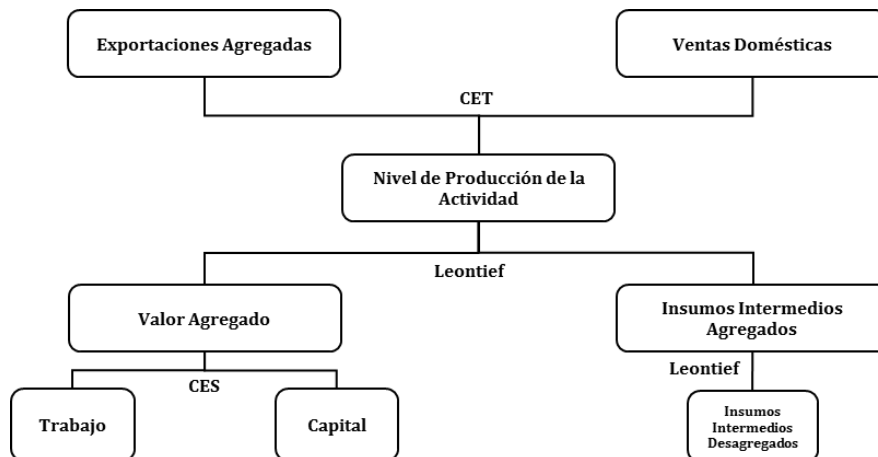 Exportaciones Agregadas
Ventas Domésticas
CET
Nivel de Producción de la
Actividad
Leontief
Valor Agregado
Insumos Intermedios
Agregados
CES
Leontief
Trabajo
Capital
Insumos
Intermedios
Desagregados